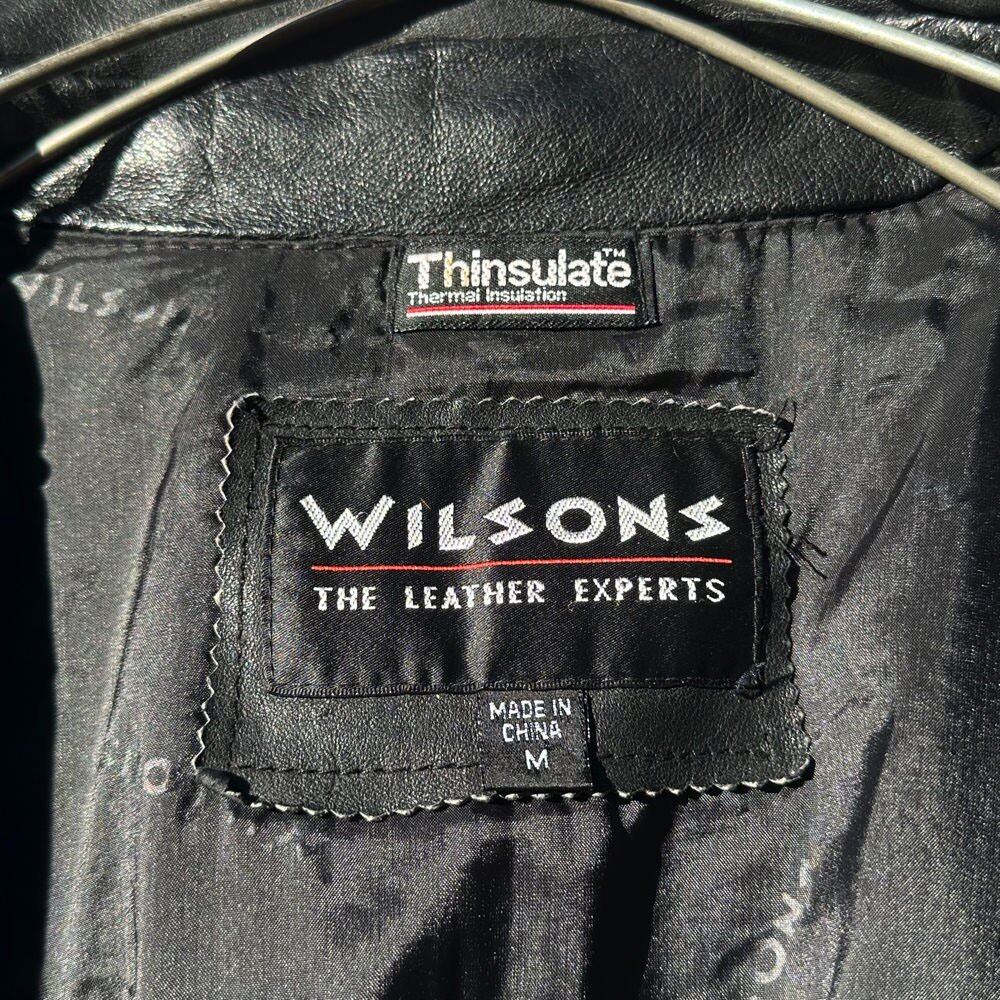 Thinsulate™
Thermal Insulation
WILSONS
THE LEATHER EXPERTS
MADE IN
CHINA
M